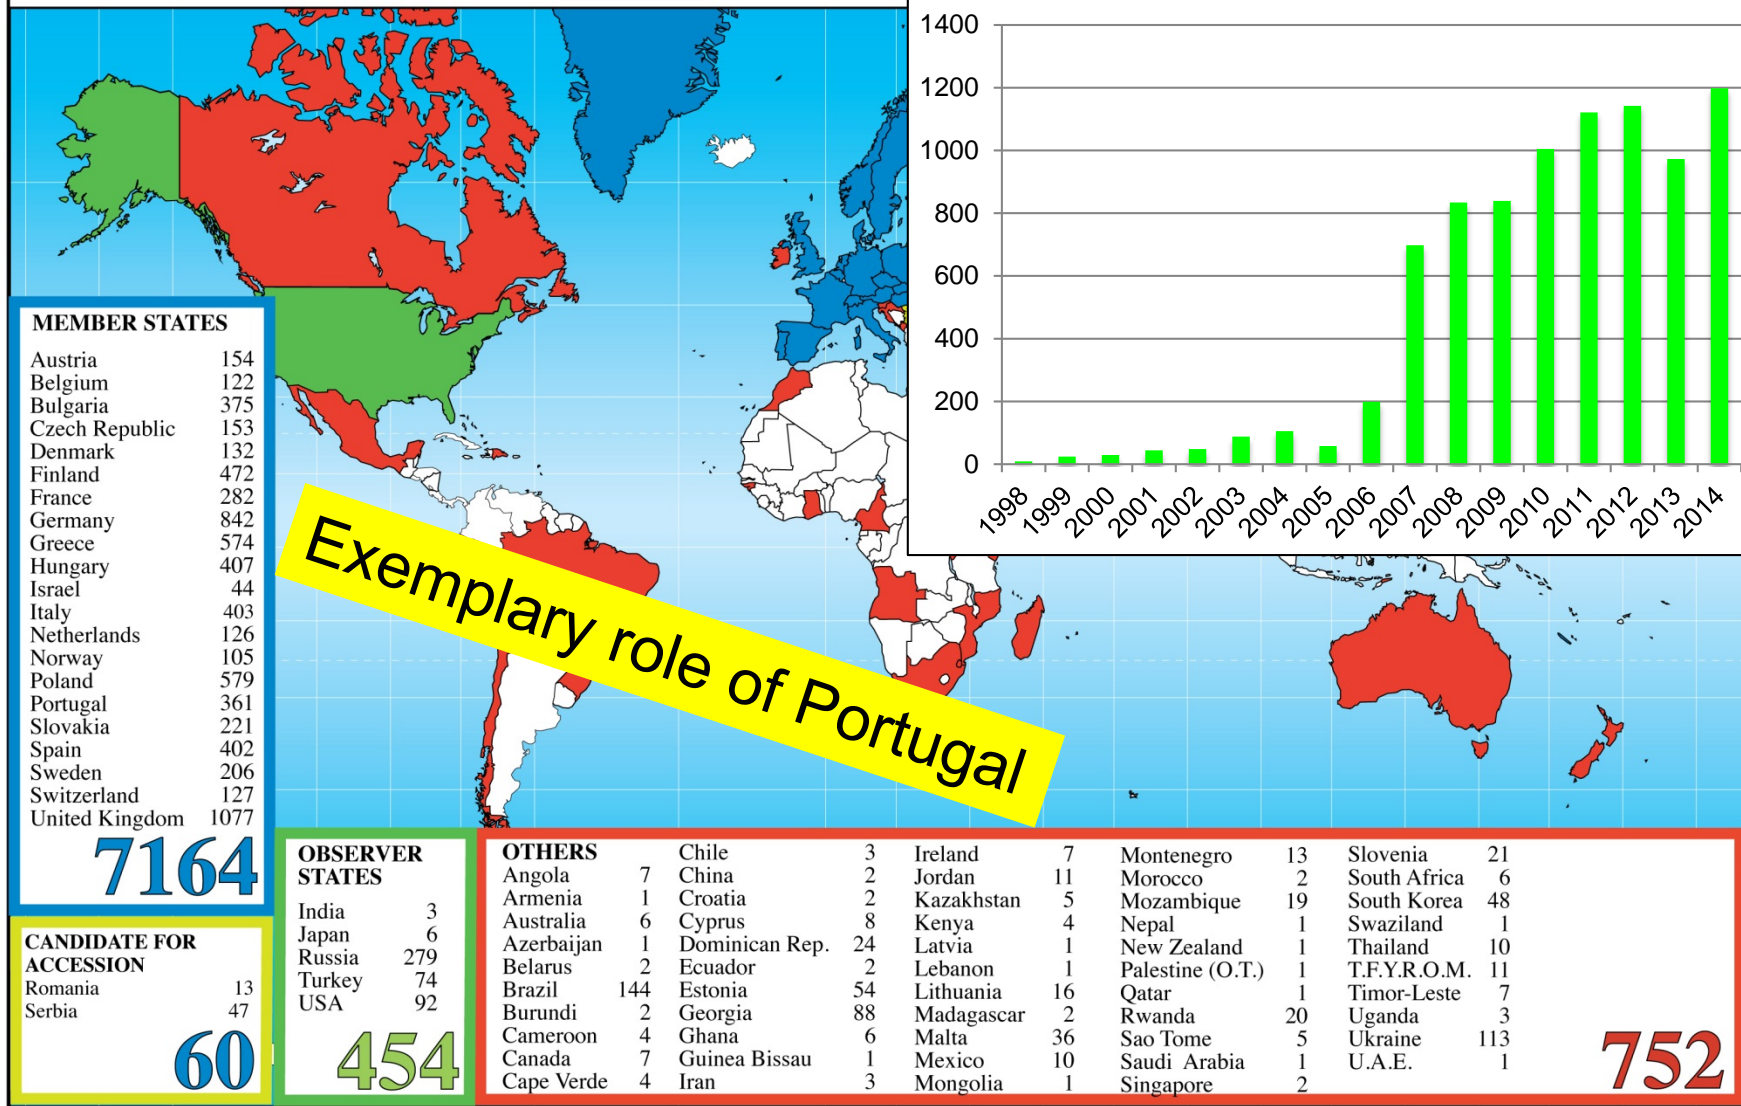 1400
1200
1000
800
600
400
200
0
1998
1999
2000
2001
2002
2003
2004
2005
2006
2007
2008
2009
2010
2011
2012
2013
2014
MEMBER STATES
Austria 154
Belgium 122
Bulgaria 375
Czech Republic 153
Denmark 132
Finland 472
France 282
Germany 842
Greece 574
Hungary 407
Israel 44
Italy 403
Netherlands 126
Norway 105
Poland 579
Portugal 361
Slovakia 221
Spain 402
Sweden 206
Switzerland 127
United Kingdom 1077
7164
Exemplary role of Portugal
CANDIDATE FOR
ACCESSION
Romania 13
Serbia 47
60
OBSERVER
STATES
India 3
Japan 6
Russia 279
Turkey 74
USA 92
454
OTHERS
Angola 7
Armenia 1
Australia 6
Azerbaijan 1
Belarus 2
Brazil 144
Burundi 2
Cameroon 4
Canada 7
Cape Verde 4
Chile 3
China 2
Croatia 2
Cyprus 8
Dominican Rep. 24
Ecuador 2
Estonia 54
Georgia 88
Ghana 6
Guinea Bissau 1
Iran 3
Ireland 7
Jordan 11
Kazakhstan 5
Kenya 4
Latvia 1
Lebanon 1
Lithuania 16
Madagascar 2
Malta 36
Mexico 10
Mongolia 1
Montenegro 13
Morocco 2
Mozambique 19
Nepal 1
New Zealand 1
Palestine (O.T.) 1
Qatar 1
Rwanda 20
Sao Tome 5
Saudi Arabia 1
Singapore 2
Slovenia 21
South Africa 6
South Korea 48
Swaziland 1
Thailand 10
T.F.Y.R.O.M. 11
Timor-Leste 7
Uganda 3
Ukraine 113
U.A.E. 1
752